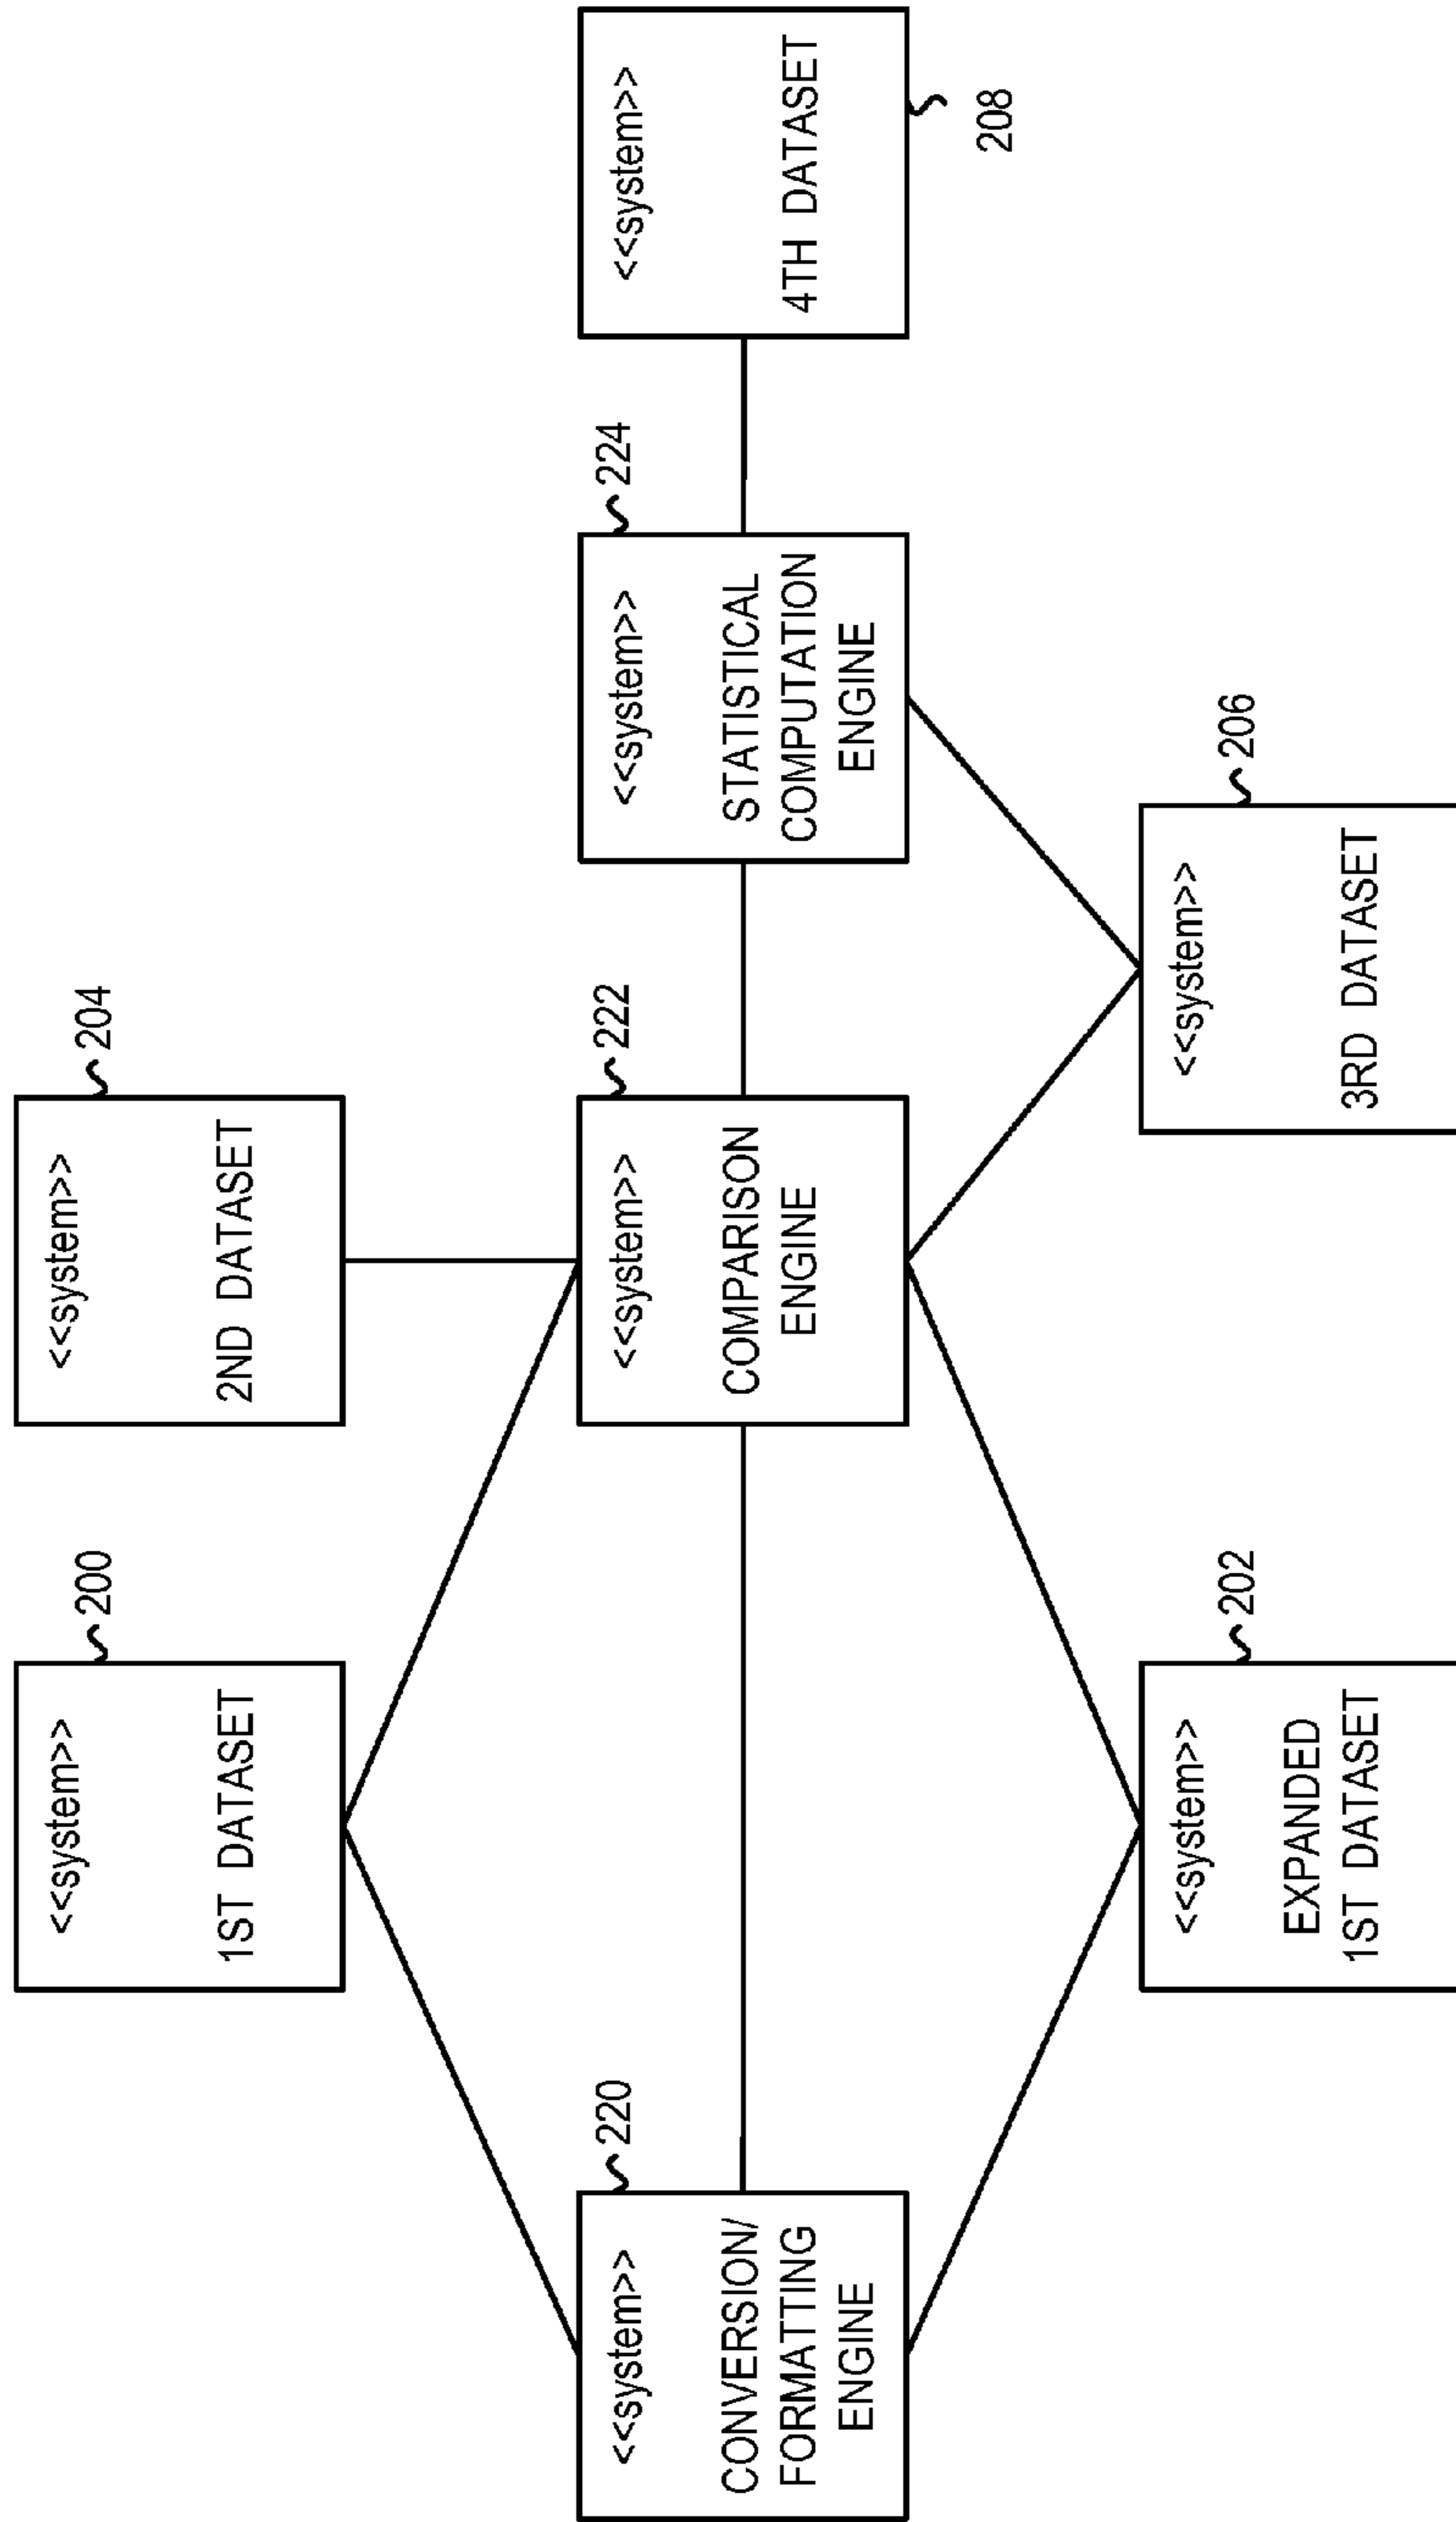 <<system>>
1ST DATASET
200
<<system>>
2ND DATASET
204
<<system>>
CONVERSION/
FORMATTING
ENGINE
220
<<system>>
COMPARISON
ENGINE
222
<<system>>
STATISTICAL
COMPUTATION
ENGINE
224
<<system>>
4TH DATASET
208
<<system>>
EXPANDED
1ST DATASET
202
<<system>>
3RD DATASET
206